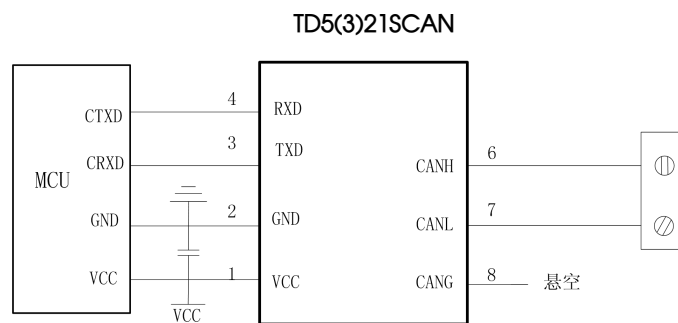 TD5(3)21SCAN
CTXD 4 RXD
CRXD 3 TXD
MCU CANH 6
GND 2 GND CANL 7
VCC 1 VCC CANG 8 悬空
VCC